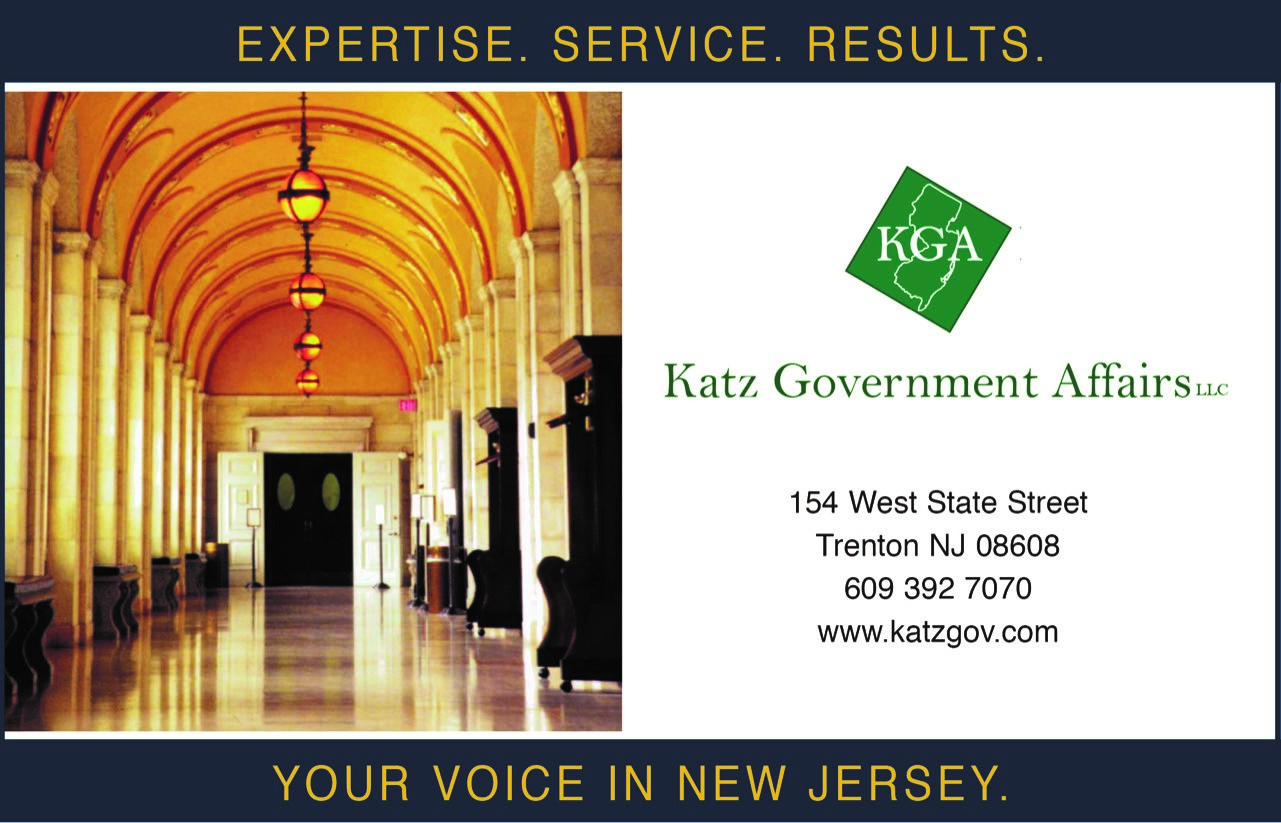 EXPERTISE. SERVICE. RESULTS.
KGA
Katz Government Affairs LLC
154 West State Street
Trenton NJ 08608
609 392 7070
www.katzgov.com
YOUR VOICE IN NEW JERSEY.